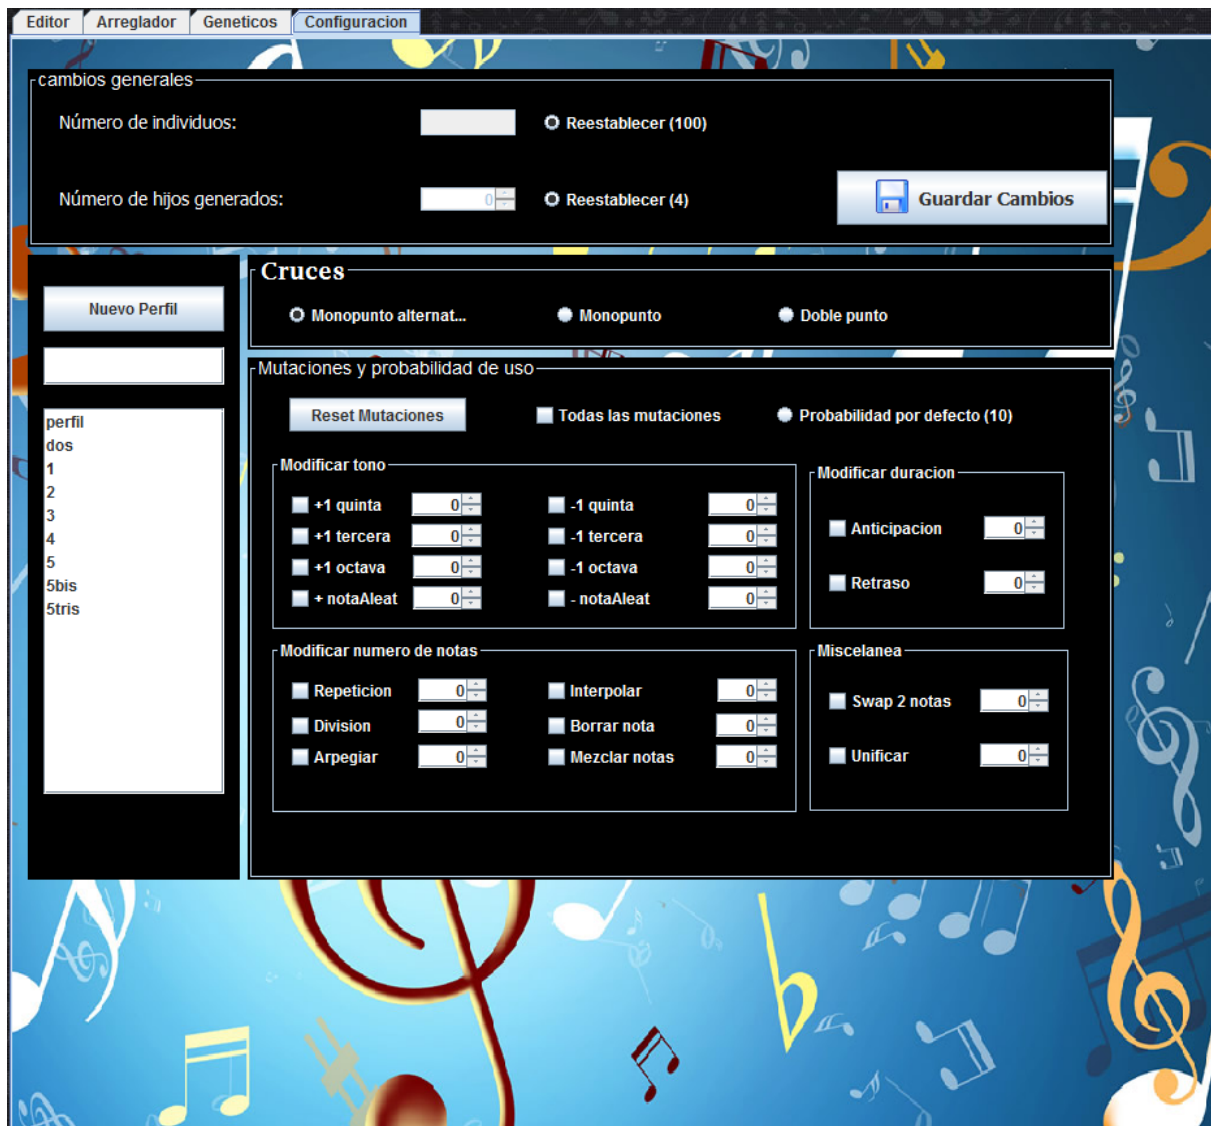 Editor Arreglador Geneticos Configuracion
cambios generales
Número de individuos: Reestablecer (100)
Número de hijos generados: 0 Reestablecer (4) Guardar Cambios
Nuevo Perfil
perfil
dos
1
2
3
4
5
5bis
5tris
Cruces
Monopunto alternat... Monopunto Doble punto
Mutaciones y probabilidad de uso
Reset Mutaciones Todas las mutaciones Probabilidad por defecto (10)
Modificar tono
+1 quinta 0 -1 quinta 0
+1 tercera 0 -1 tercera 0
+1 octava 0 -1 octava 0
+ notaAleat 0 - notaAleat 0
Modificar duracion
Anticipacion 0
Retraso 0
Modificar numero de notas
Repeticion 0 Interpolar 0
Division 0 Borrar nota 0
Arpegiar 0 Mezclar notas 0
Miscelanea
Swap 2 notas 0
Unificar 0